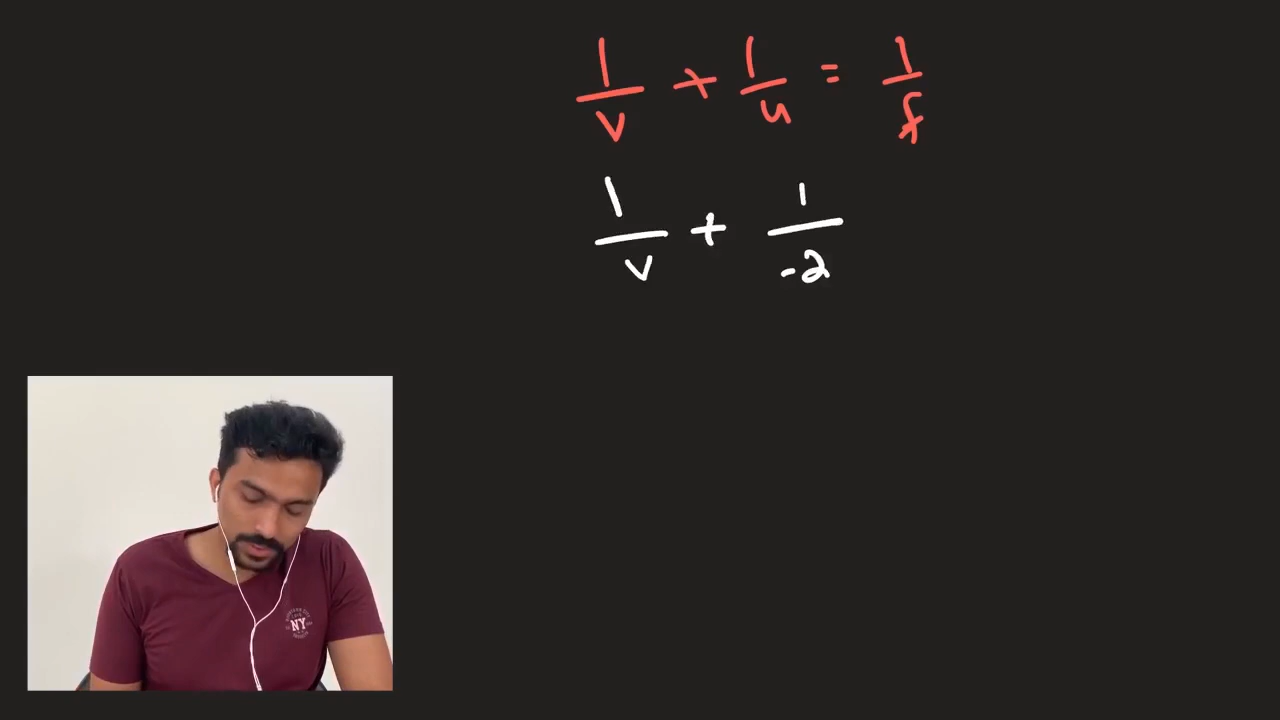 1/v + 1/u = 1/f
1/v + 1/-2
NY